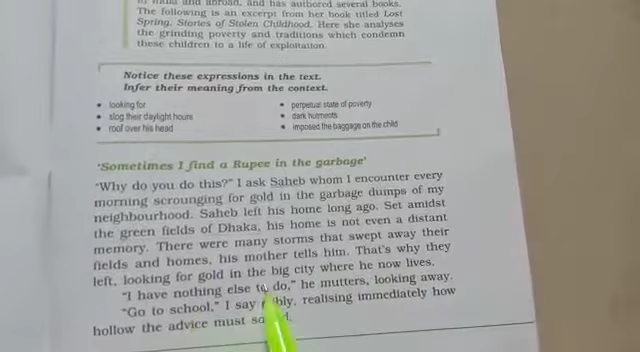 of India and abroad, and has authored several books.
The following is an excerpt from her book titled Lost
Spring, Stories of Stolen Childhood. Here she analyses
the grinding poverty and traditions which condemn
these children to a life of exploitation.
Notice these expressions in the text.
Infer their meaning from the context.
• looking for
• slog their daylight hours
• roof over his head
• perpetual state of poverty
• dark hutments
• imposed the baggage on the child
'Sometimes I find a Rupee in the garbage'
"Why do you do this?" I ask Saheb whom I encounter every
morning scrounging for gold in the garbage dumps of my
neighbourhood. Saheb left his home long ago. Set amidst
the green fields of Dhaka, his home is not even a distant
memory. There were many storms that swept away their
fields and homes, his mother tells him. That's why they
left, looking for gold in the big city where he now lives.
"I have nothing else to do," he mutters, looking away.
"Go to school," I say, realising immediately how
hollow the advice must